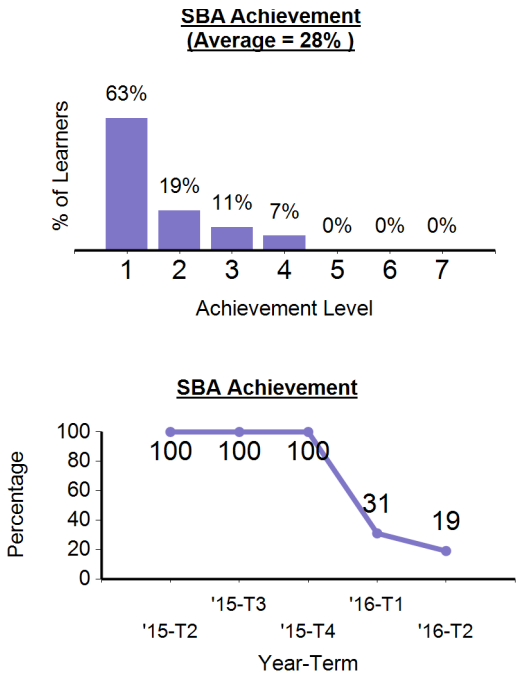 SBA Achievement
(Average = 28% )
% of Learners
63%
19%
11%
7%
0%
0%
0%
1 2 3 4 5 6 7
Achievement Level
SBA Achievement
Percentage
100
80
60
40
20
0
100 100 100 31 19
'15-T3 '16-T1
'15-T2 '15-T4 '16-T2
Year-Term